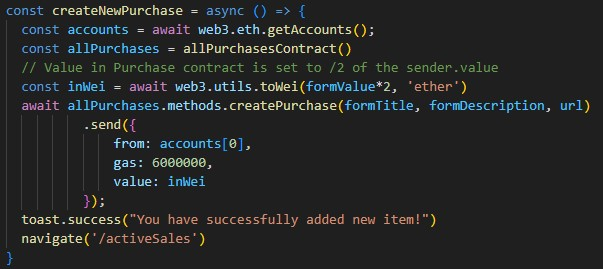 const createNewPurchase = async () => {
  const accounts = await web3.eth.getAccounts();
  const allPurchases = allPurchasesContract()
  // Value in Purchase contract is set to /2 of the sender.value
  const inWei = await web3.utils.toWei(formValue*2, 'ether')
  await allPurchases.methods.createPurchase(formTitle, formDescription, url)
          .send({
              from: accounts[0],
              gas: 6000000,
              value: inWei
          });
  toast.success("You have successfully added new item!")
  navigate('/activeSales')
}